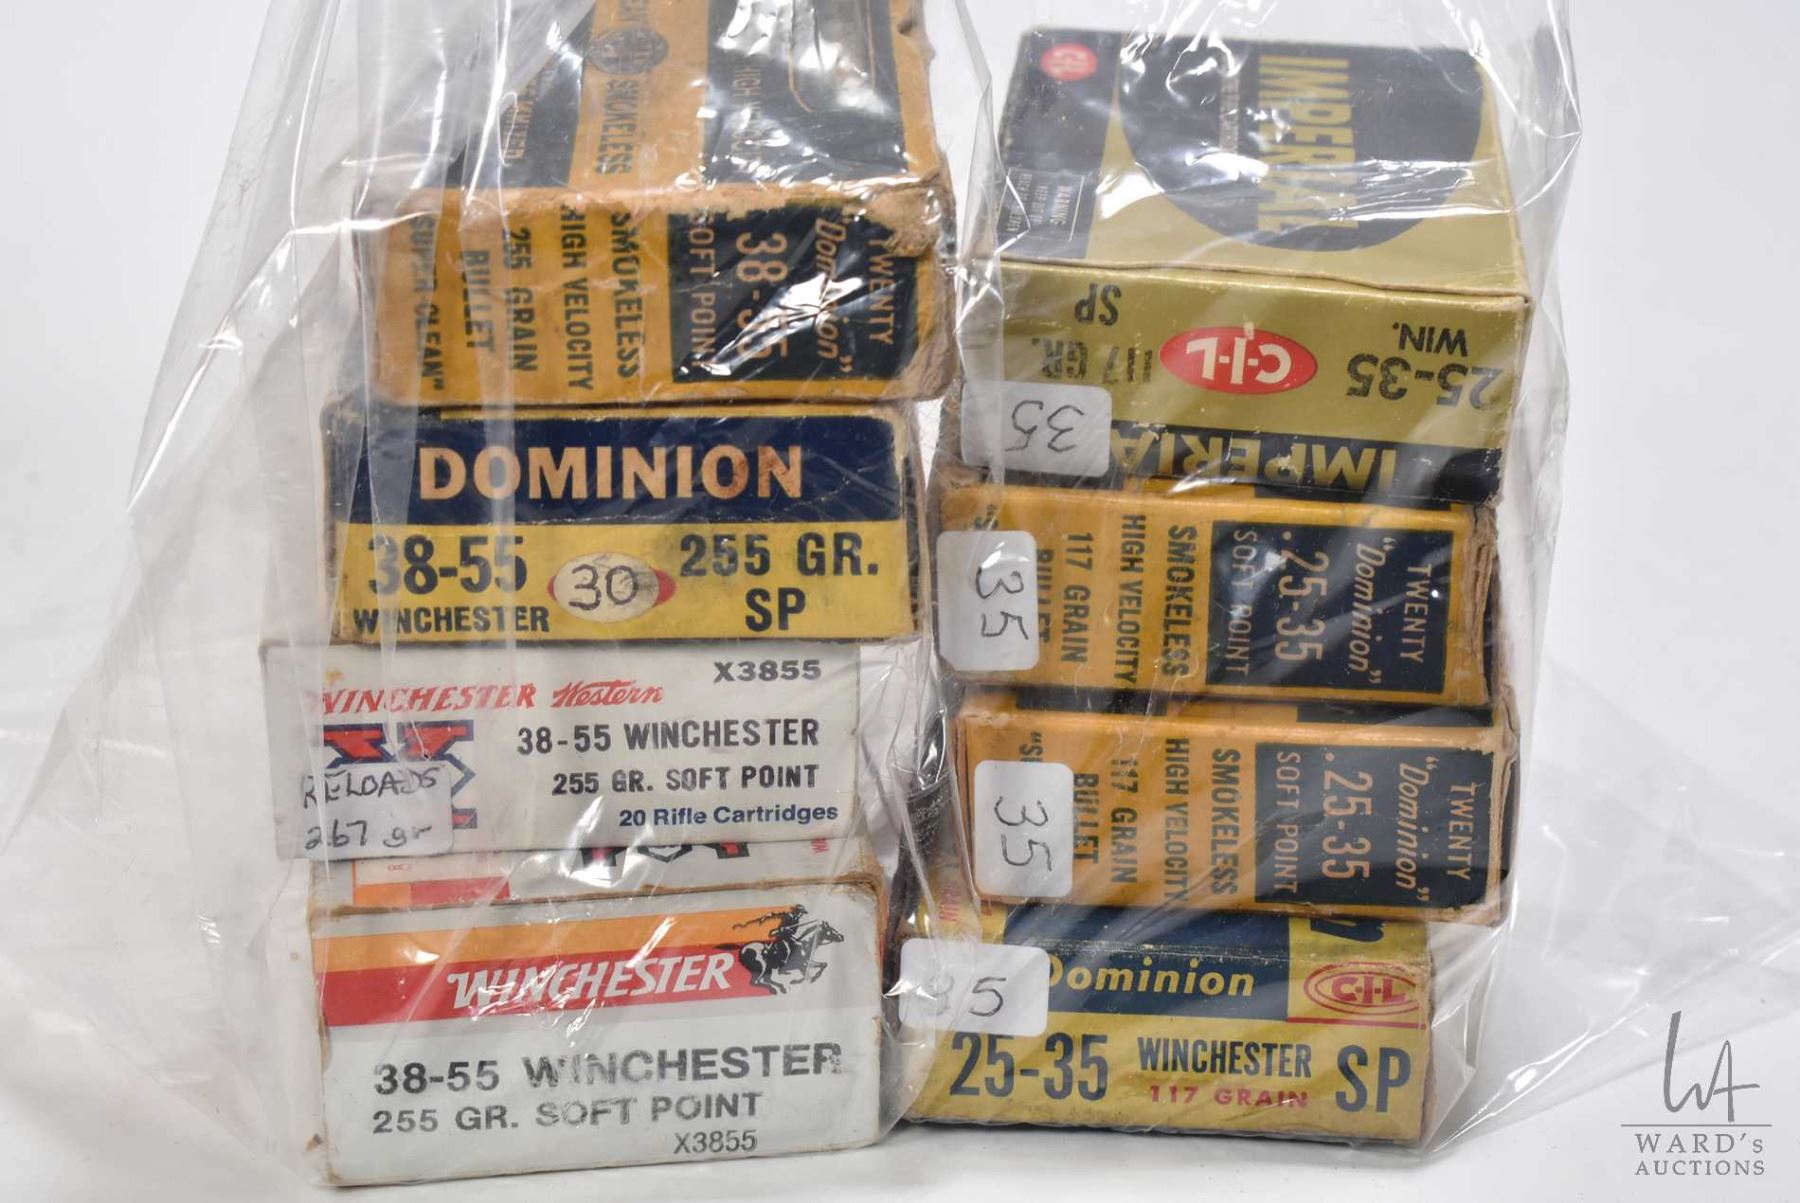 SMOKELESS
TWENTY
"Dominion"
38-55
SOFT POINT
SMOKELESS
HIGH VELOCITY
255 GRAIN
BULLET
SUPER CLEAN"
DOMINION
38-55
WINCHESTER
30
255 GR.
SP
X3855
WINCHESTER Western
38-55 WINCHESTER
255 GR. SOFT POINT
20 Rifle Cartridges
RELOADS
267 gr
WINCHESTER
38-55 WINCHESTER
255 GR. SOFT POINT
X3855
C-I-L
IMPERIAL
WARNING
25-35
WIN.
C-I-L
GR.
SP
IMPERIA
35
TWENTY
"Dominion"
.25-35
SOFT POINT
SMOKELESS
HIGH VELOCITY
117 GRAIN
BULLET
35
TWENTY
"Dominion"
.25-35
SOFT POINT
SMOKELESS
HIGH VELOCITY
117 GRAIN
BULLET
35
Dominion
C-I-L
35
25-35 WINCHESTER SP
117 GRAIN
WA
WARD's
AUCTIONS